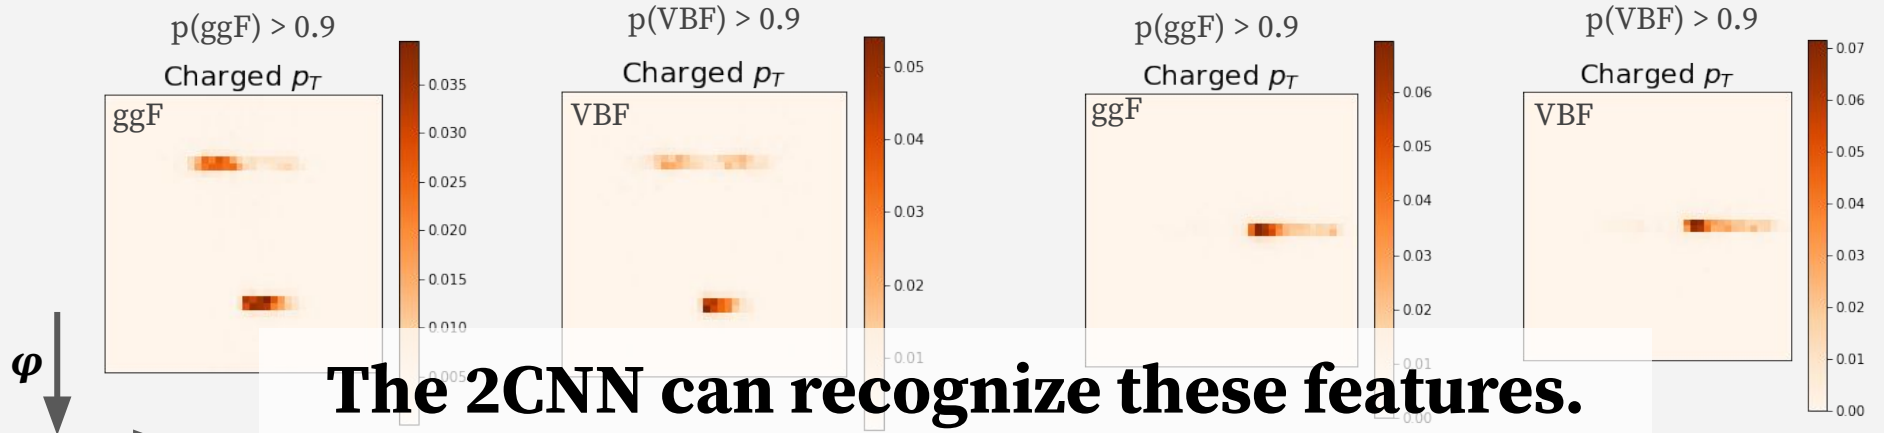 p(ggF) > 0.9
p(VBF) > 0.9
p(ggF) > 0.9
p(VBF) > 0.9
Charged pT
Charged pT
Charged pT
Charged pT
ggF
VBF
ggF
VBF
0.035
0.030
0.025
0.020
0.015
0.010
0.005
0.05
0.04
0.03
0.02
0.01
0.06
0.05
0.04
0.03
0.02
0.01
0.00
0.07
0.06
0.05
0.04
0.03
0.02
0.01
0.00
φ
The 2CNN can recognize these features.